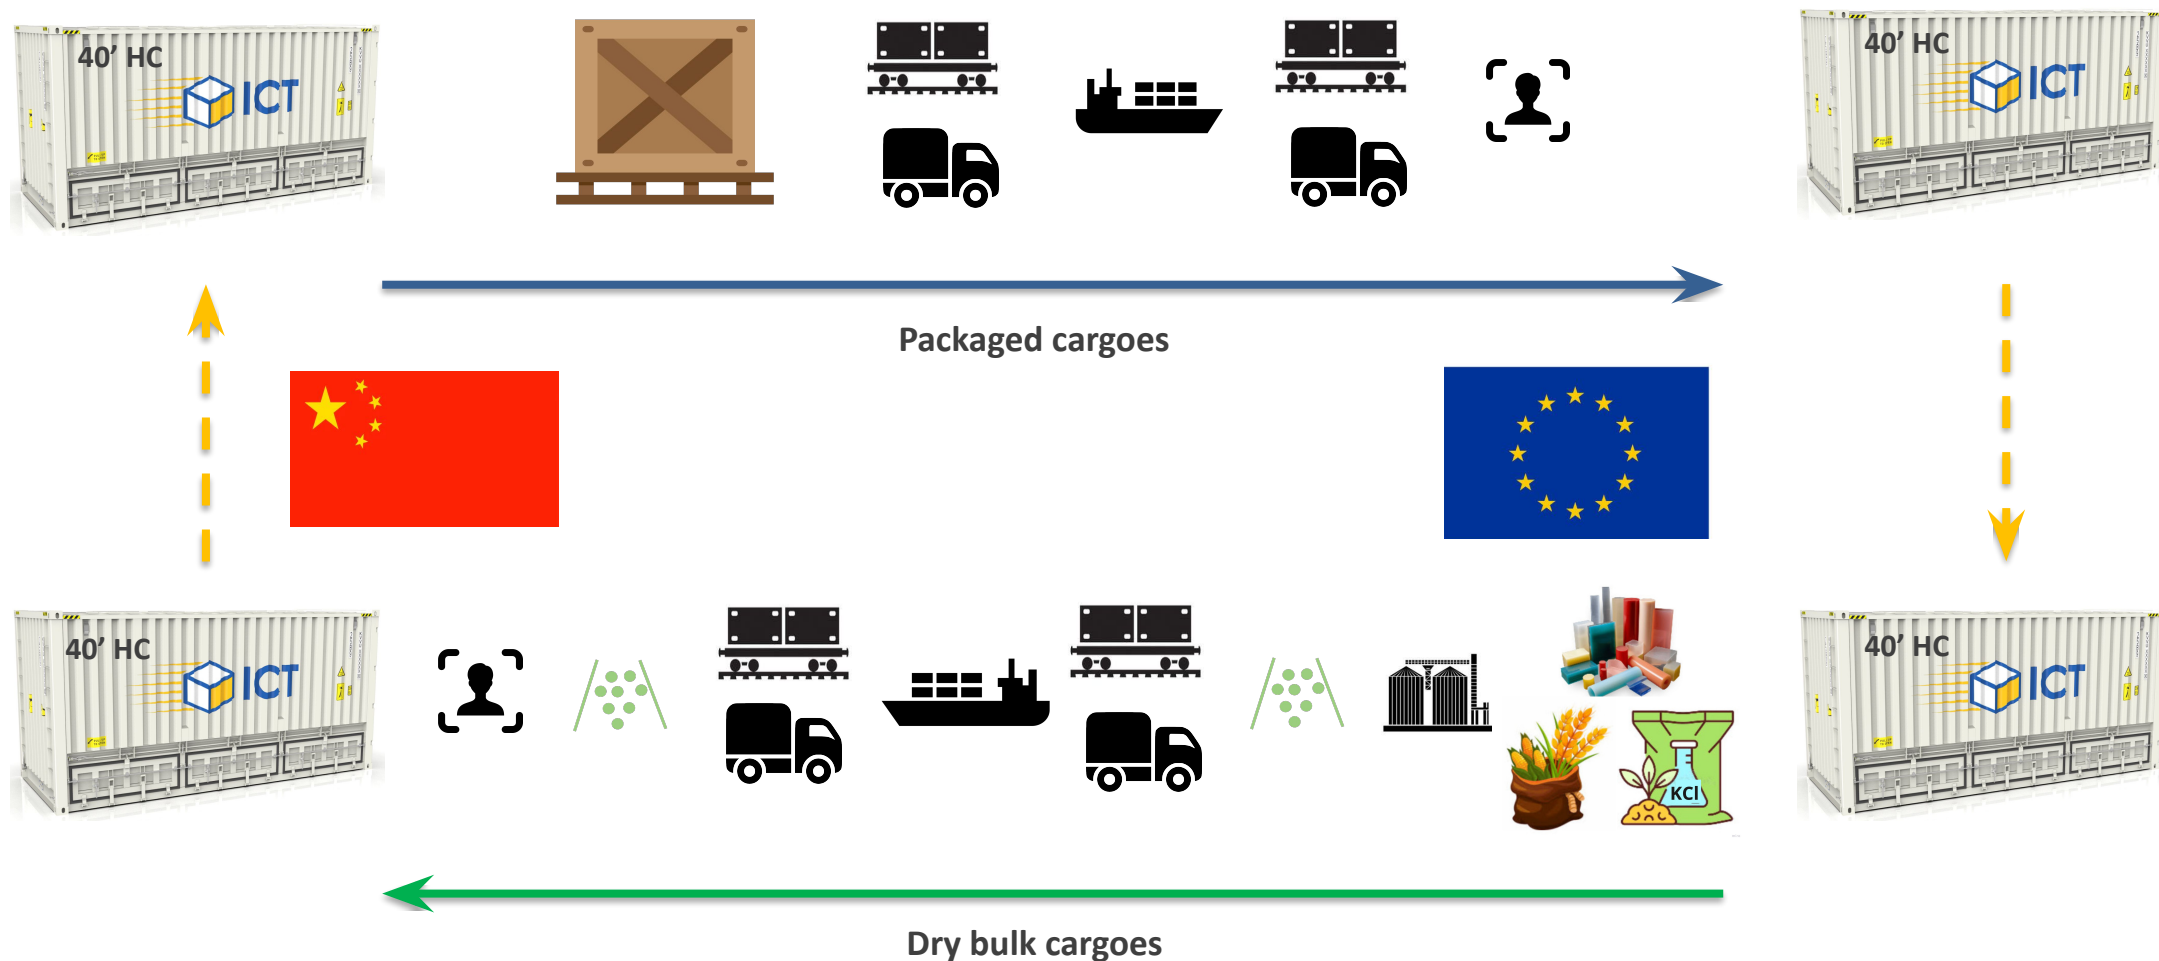 40’ HC
ICT
40’ HC
ICT
Packaged cargoes
40’ HC
ICT
KCl
40’ HC
ICT
Dry bulk cargoes